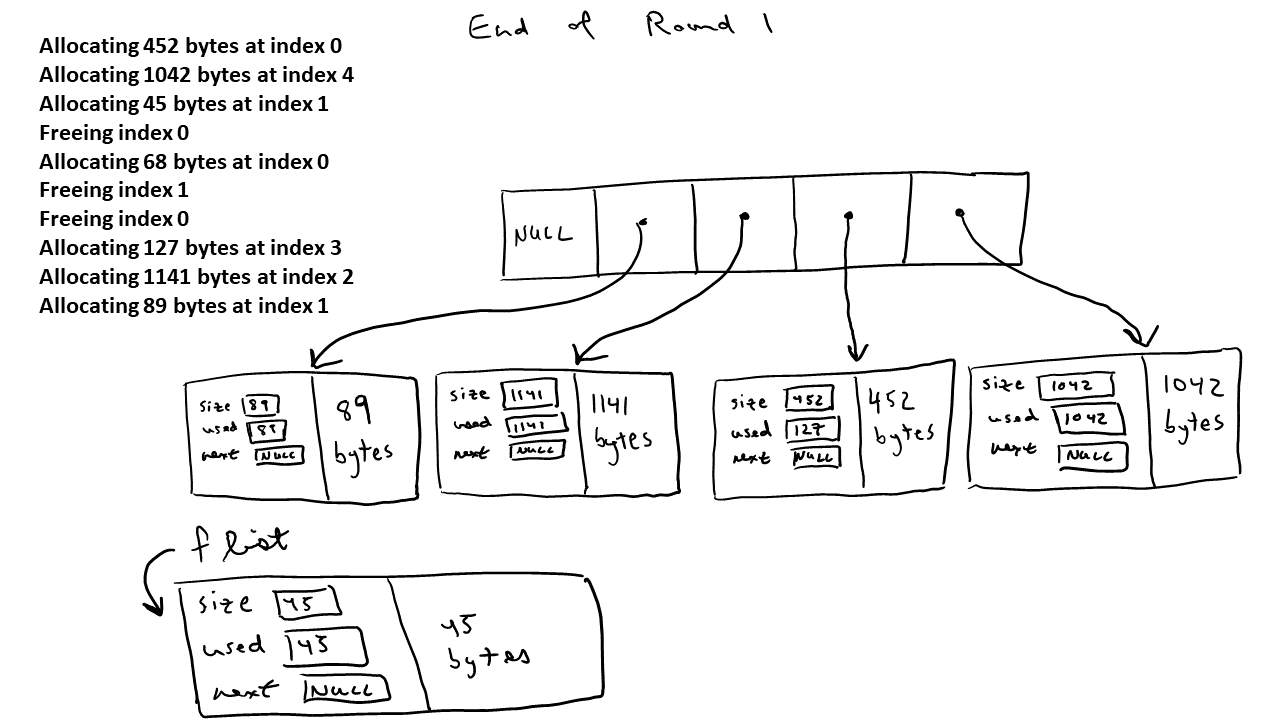 End of Round 1
Allocating 452 bytes at index 0
Allocating 1042 bytes at index 4
Allocating 45 bytes at index 1
Freeing index 0
Allocating 68 bytes at index 0
Freeing index 1
Freeing index 0
Allocating 127 bytes at index 3
Allocating 1141 bytes at index 2
Allocating 89 bytes at index 1
NULL
size 89
used 89
next NULL
89
bytes
size 1141
used 1141
next NULL
1141
bytes
size 452
used 127
next NULL
452
bytes
size 1042
used 1042
next NULL
1042
bytes
f list
size 45
used 45
next NULL
45
bytes